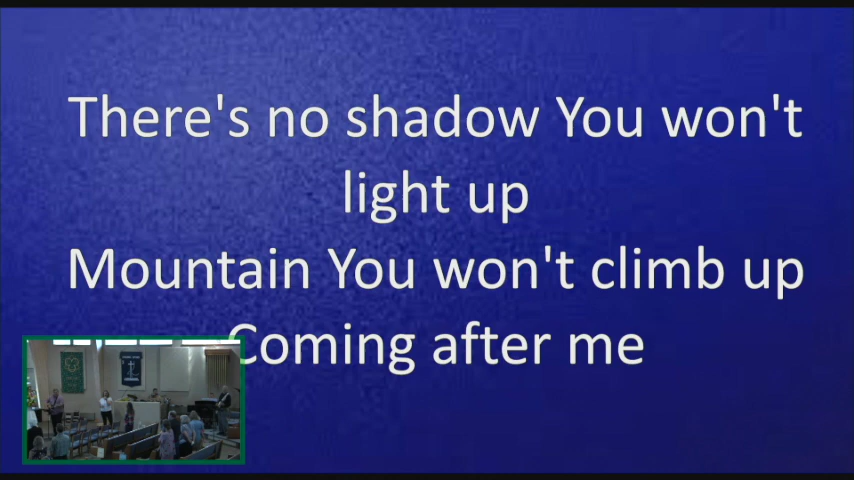 There's no shadow You won't
light up
Mountain You won't climb up
Coming after me